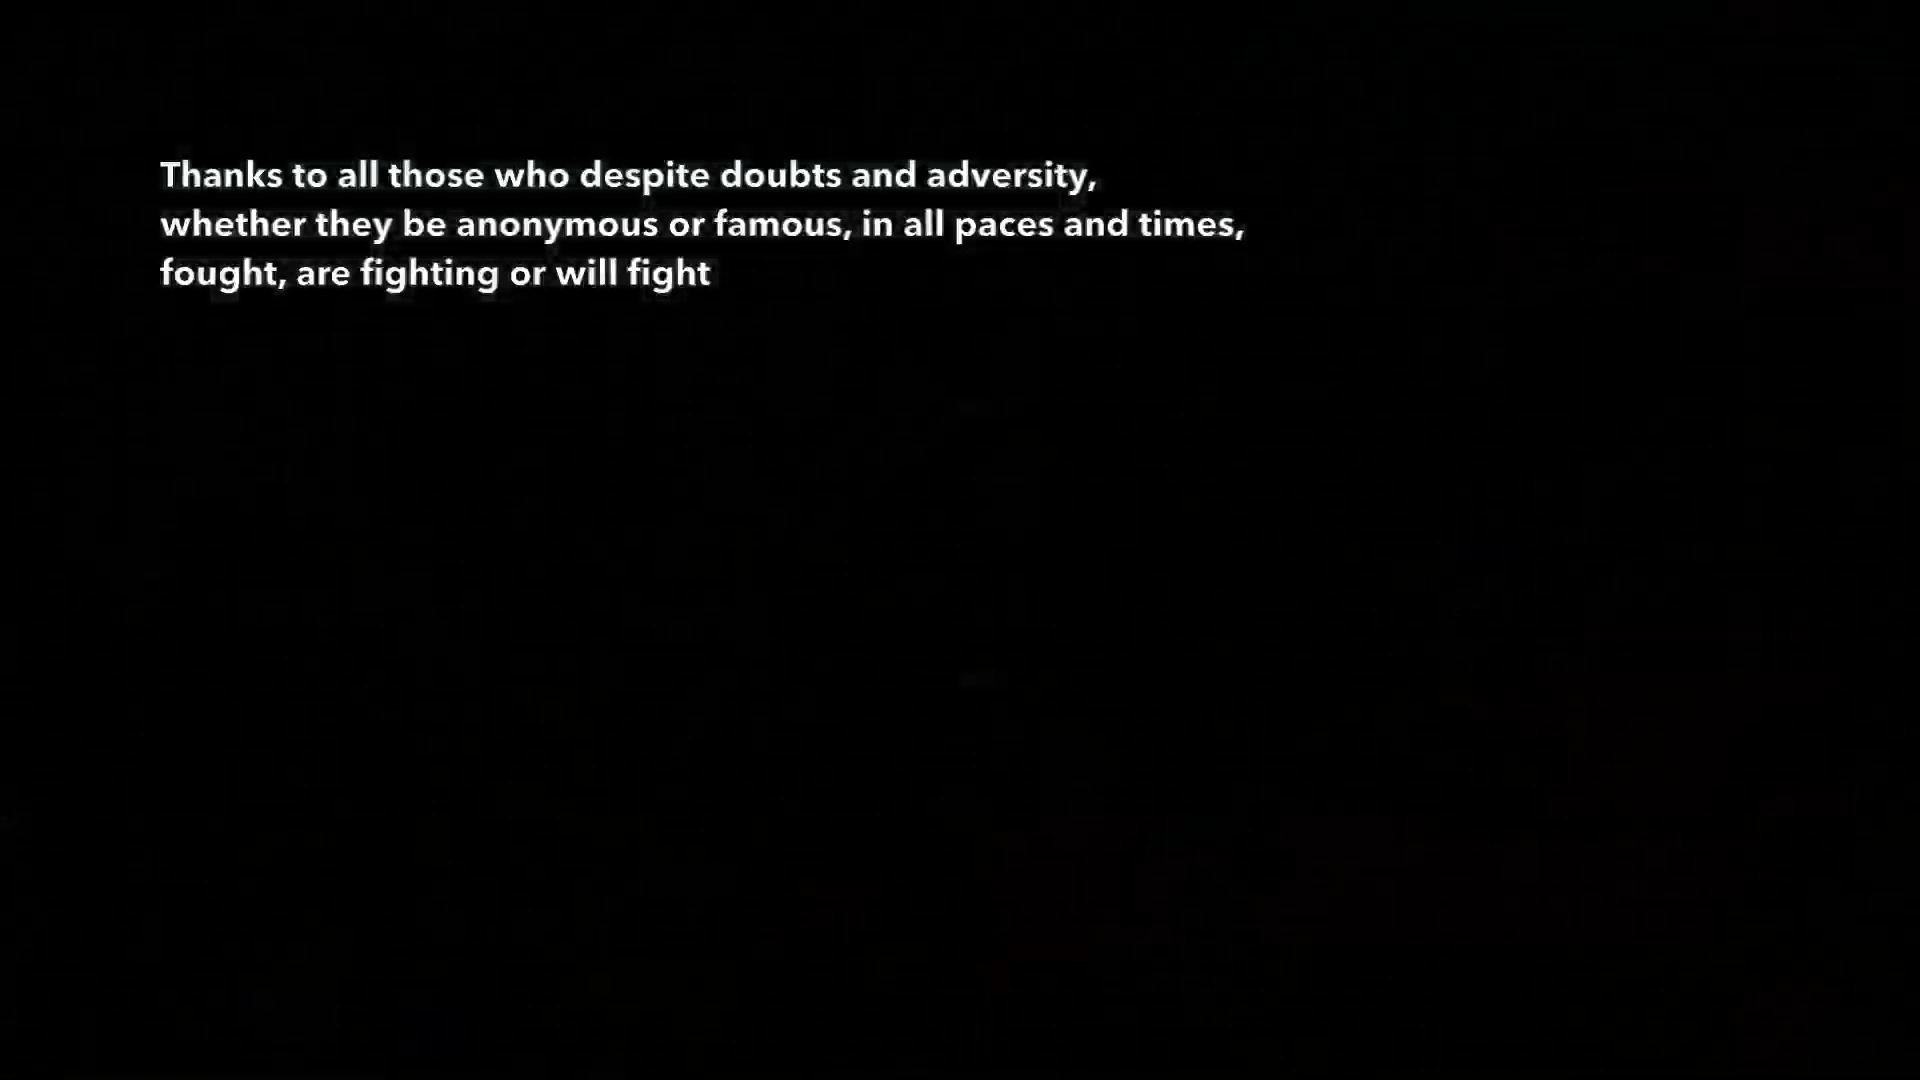 Thanks to all those who despite doubts and adversity,
whether they be anonymous or famous, in all paces and times,
fought, are fighting or will fight